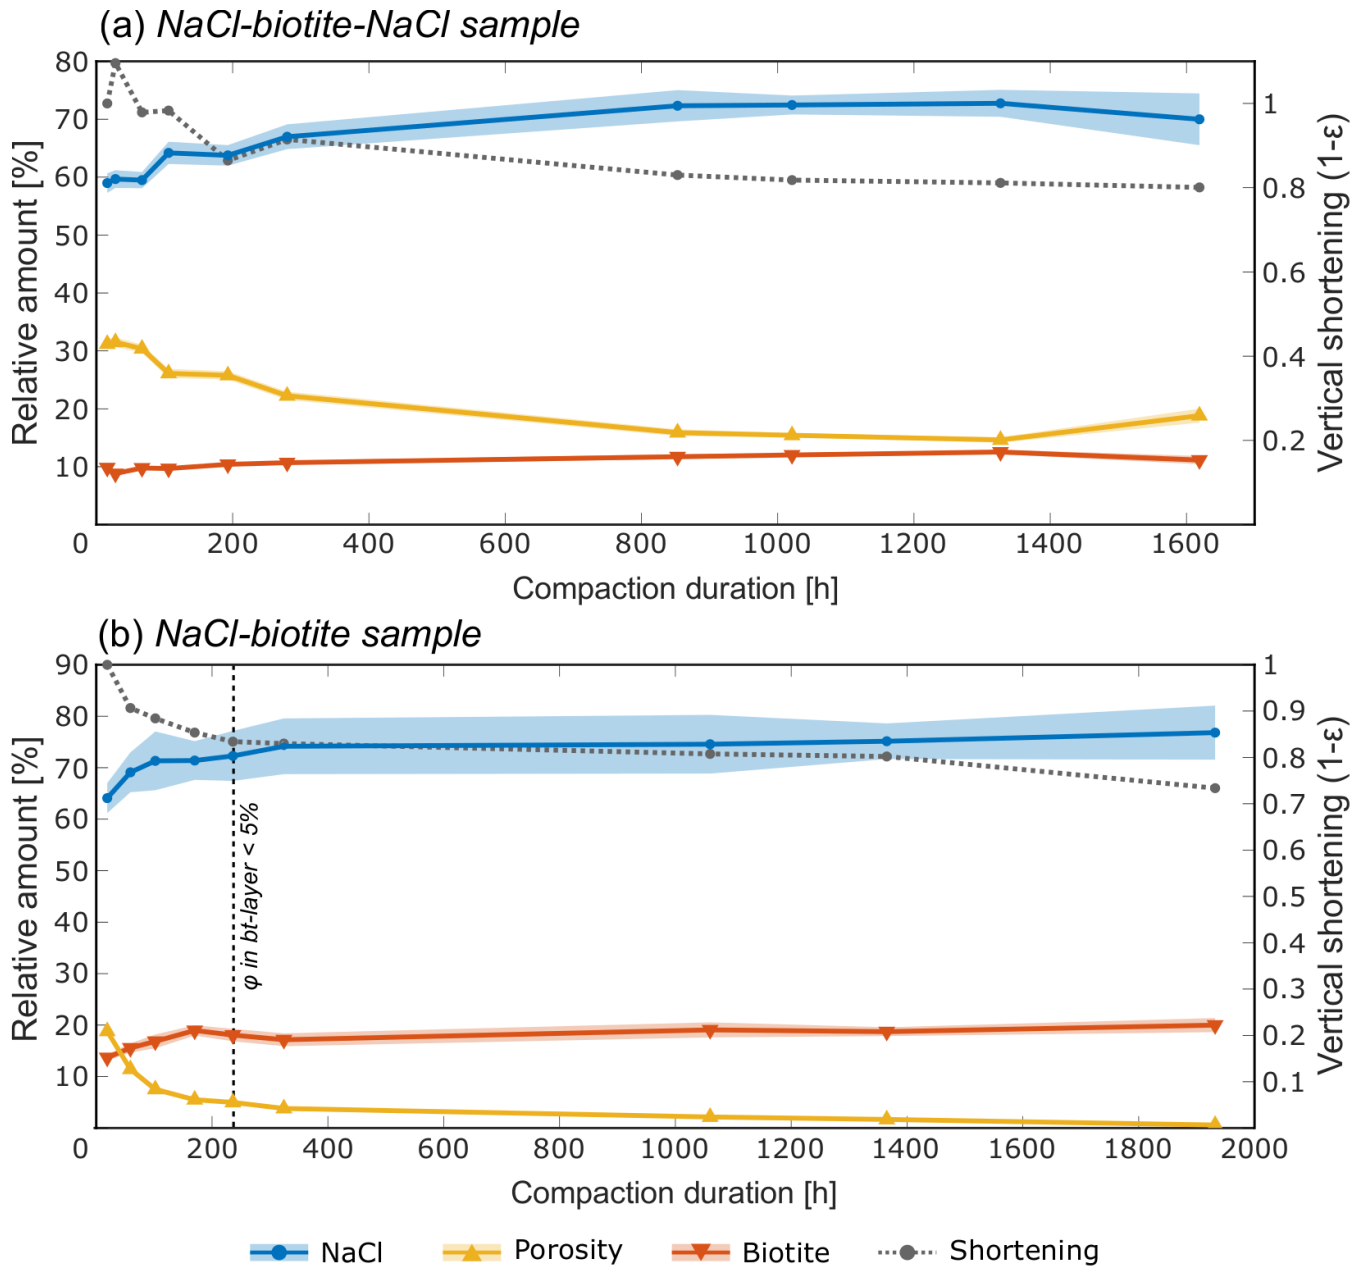 (a) NaCl-biotite-NaCl sample
80
70
60
50
40
30
20
10
Relative amount [%]
1
0.8
0.6
0.4
0.2
Vertical shortening (1-ε)
0 200 400 600 800 1000 1200 1400 1600
Compaction duration [h]
(b) NaCl-biotite sample
90
80
70
60
50
40
30
20
10
Relative amount [%]
φ in bt-layer < 5%
1
0.9
0.8
0.7
0.6
0.5
0.4
0.3
0.2
0.1
Vertical shortening (1-ε)
0 200 400 600 800 1000 1200 1400 1600 1800 2000
Compaction duration [h]
NaCl Porosity Biotite Shortening